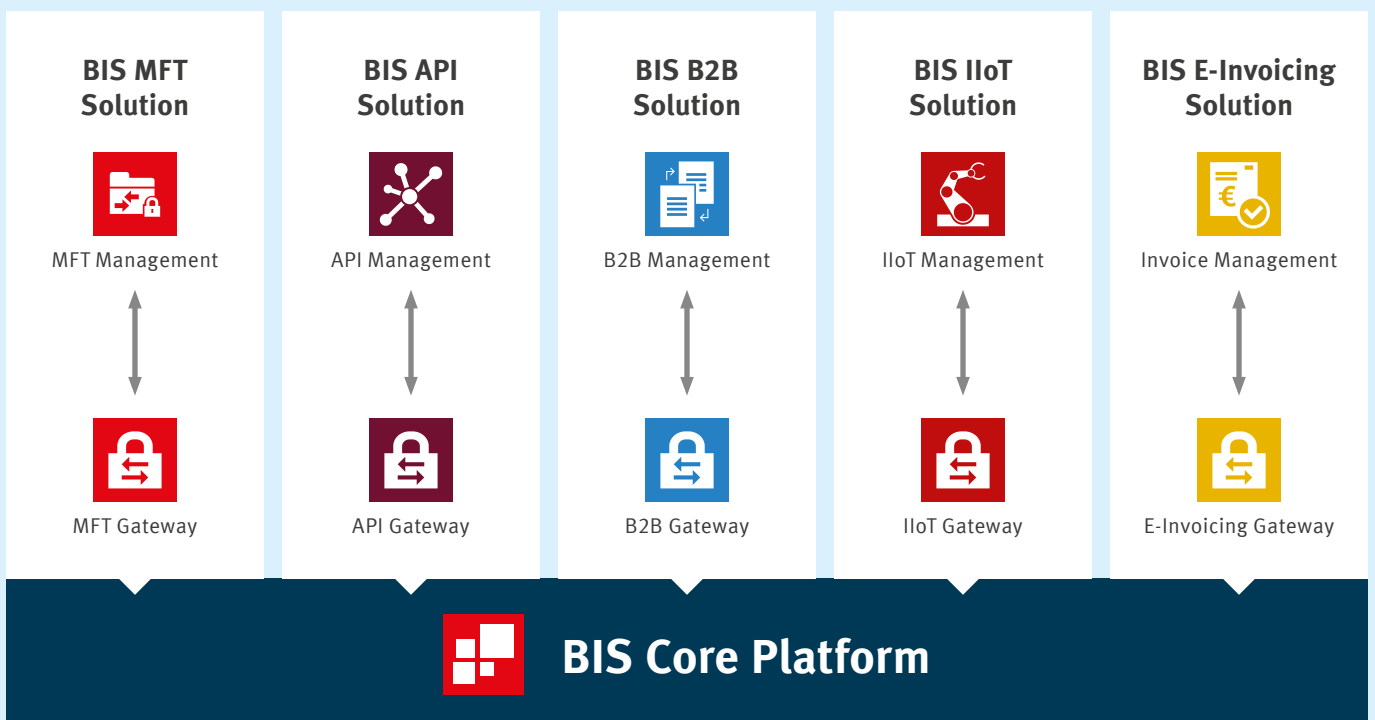 BIS MFT
Solution
MFT Management
MFT Gateway
BIS API
Solution
API Management
API Gateway
BIS B2B
Solution
B2B Management
B2B Gateway
BIS IIoT
Solution
IIoT Management
IIoT Gateway
BIS E-Invoicing
Solution
€
Invoice Management
E-Invoicing Gateway
BIS Core Platform